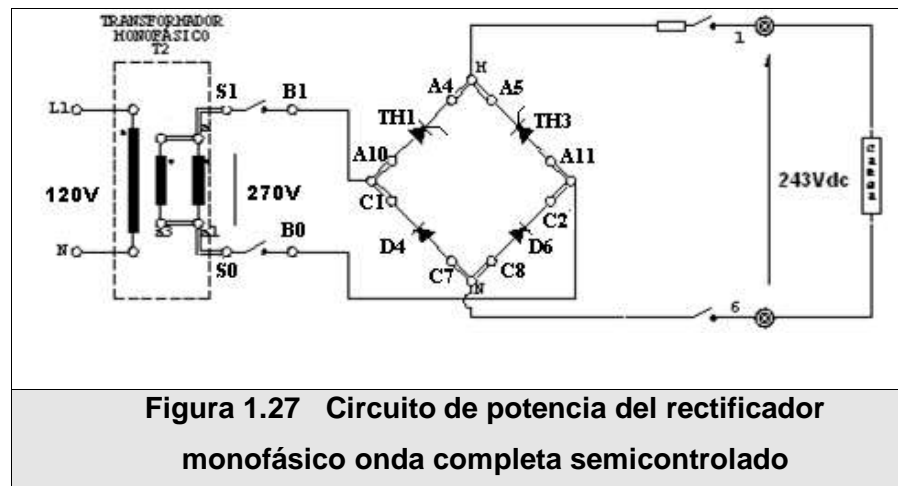 TRANSFORMADOR
MONOFÁSICO
T2
L1
120V
N
S1
B1
270V
S0
B0
H
A4
A5
TH1
TH3
A10
A11
C1
C2
D4
D6
C7
C8
N
1
243Vdc
CARGA
6
Figura 1.27 Circuito de potencia del rectificador
monofásico onda completa semicontrolado